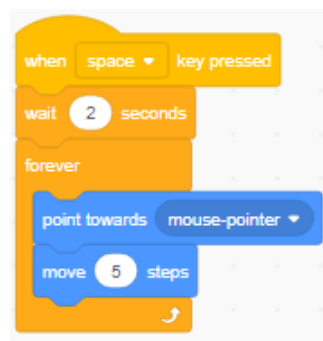 when space key pressed
wait 2 seconds
forever
point towards mouse-pointer
move 5 steps